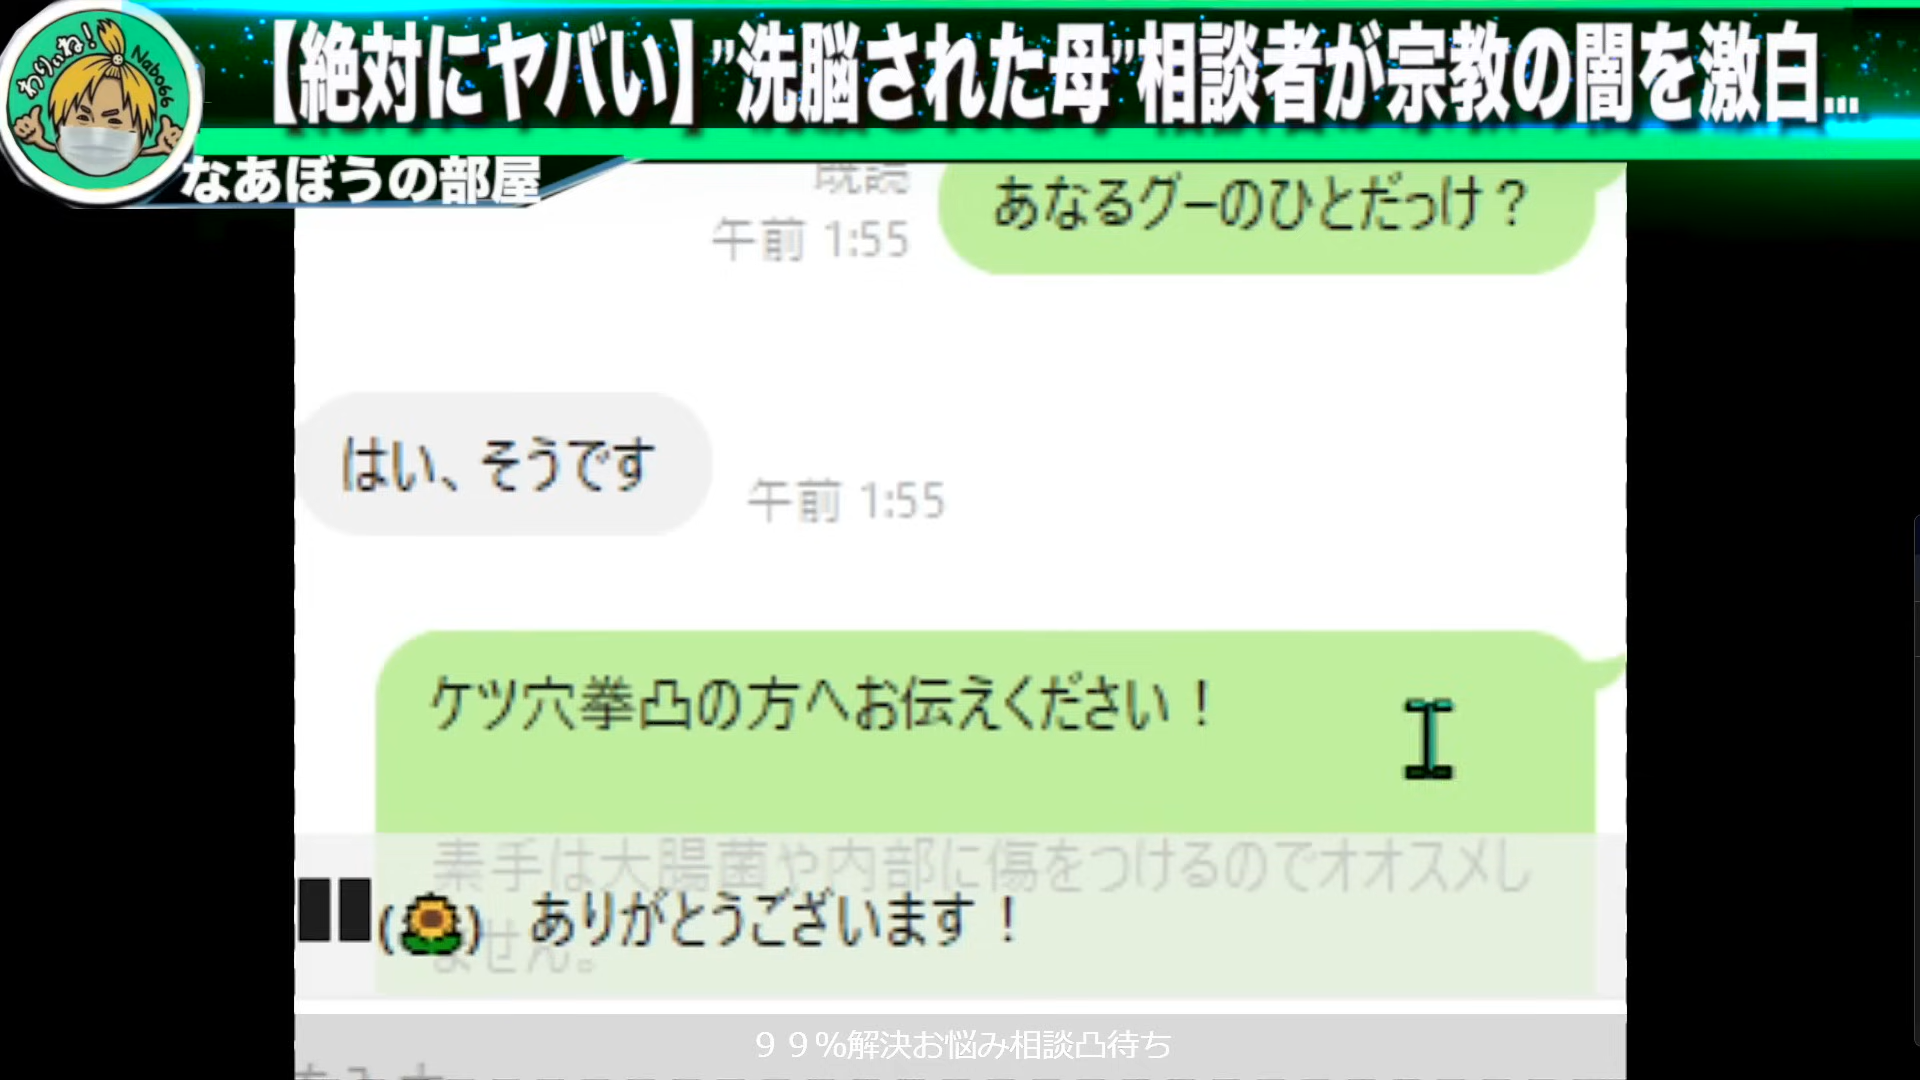 【絶対にヤバい】"洗脳された母"相談者が宗教の闇を激白...
わりぃね!
Nabo66
なあぼうの部屋
既読
午前 1:55
あなるグーのひとだっけ？
はい、そうです
午前 1:55
ケツ穴拳凸の方へお伝えください！
素手は大腸菌や内部に傷をつけるのでオオスメし
ません。
(🌻) ありがとうございます！
９９%解決お悩み相談凸待ち